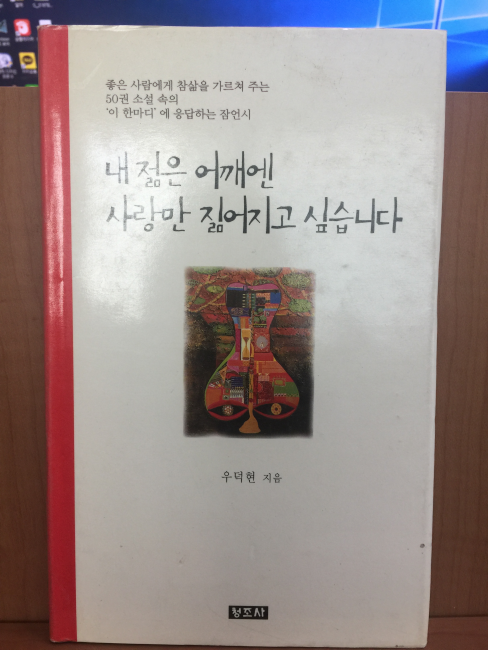 좋은 사람에게 참삶을 가르쳐 주는
50권 소설 속의
'이 한마디' 에 응답하는 잠언시
내 젊은 어깨엔
사랑만 짊어지고 싶습니다
우덕현 지음
청조사